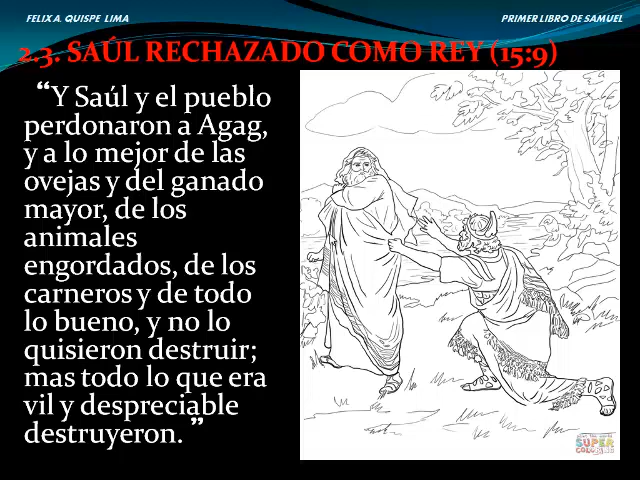 FELIX A. QUISPE LIMA
PRIMER LIBRO DE SAMUEL
2.3. SAÚL RECHAZADO COMO REY (15:9)
“Y Saúl y el pueblo
perdonaron a Agag,
y a lo mejor de las
ovejas y del ganado
mayor, de los
animales
engordados, de los
carneros y de todo
lo bueno, y no lo
quisieron destruir;
mas todo lo que era
vil y despreciable
destruyeron. ”
SUPER
COLORING